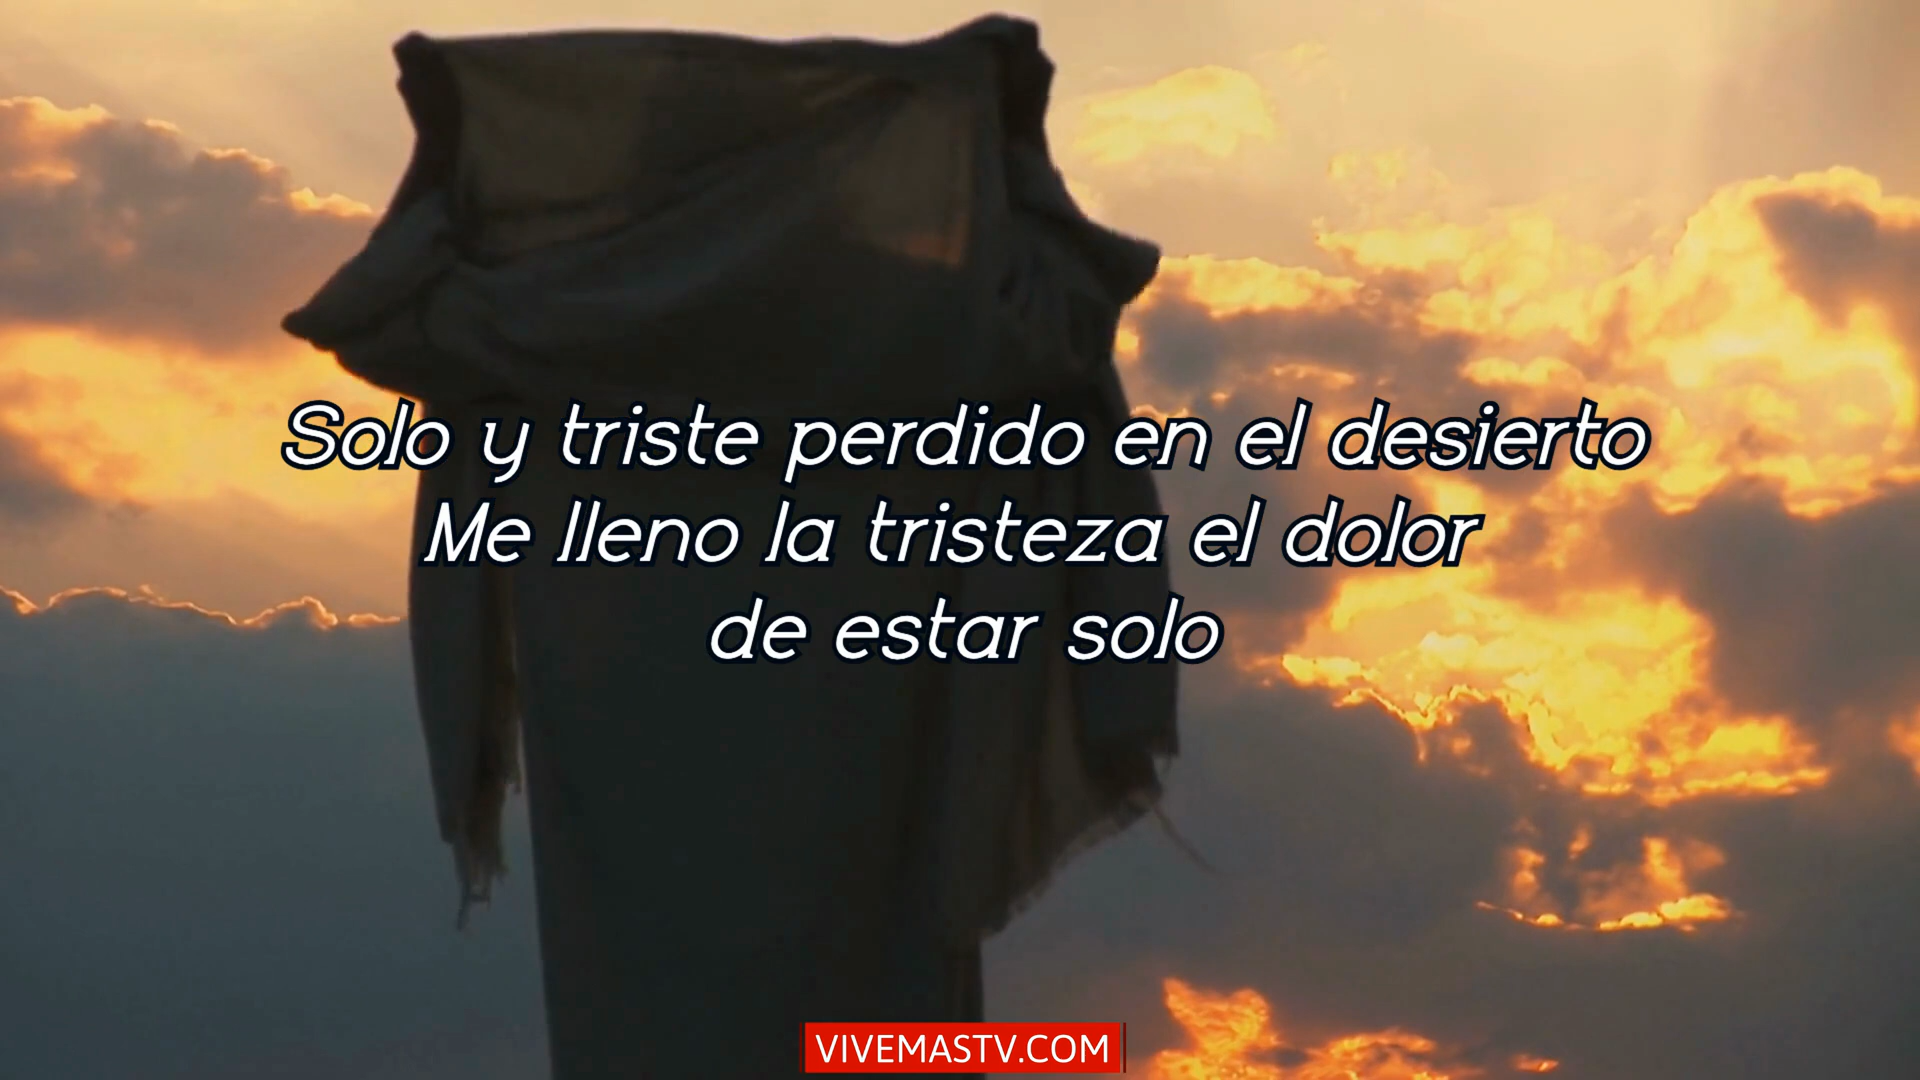 Solo y triste perdido en el desierto
Me lleno la tristeza el dolor
de estar solo
VIVEMASTV.COM